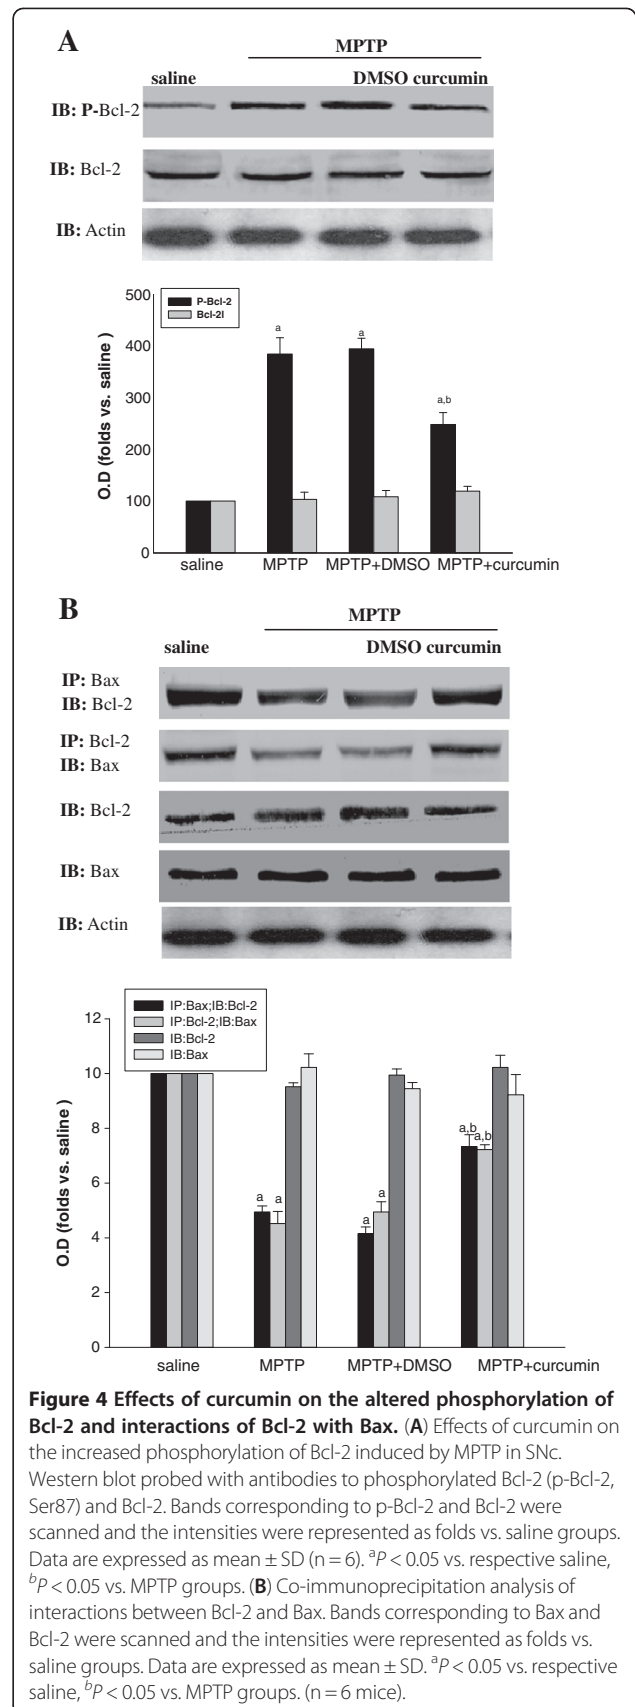 A
MPTP
saline DMSO curcumin
IB: P-Bcl-2
IB: Bcl-2
IB: Actin
500
400
300
200
100
0
O.D (folds vs. saline )
P-Bcl-2
Bcl-2l
a
a
a,b
saline MPTP MPTP+DMSO MPTP+curcumin
B
MPTP
saline DMSO curcumin
IP: Bax
IB: Bcl-2
IP: Bcl-2
IB: Bax
IB: Bcl-2
IB: Bax
IB: Actin
12
10
8
6
4
2
0
O.D (folds vs. saline )
IP:Bax;IB:Bcl-2
IP:Bcl-2;IB:Bax
IB:Bcl-2
IB:Bax
a
a
a
a
a,b
a,b
saline MPTP MPTP+DMSO MPTP+curcumin
Figure 4 Effects of curcumin on the altered phosphorylation of
Bcl-2 and interactions of Bcl-2 with Bax. (A) Effects of curcumin on
the increased phosphorylation of Bcl-2 induced by MPTP in SNc.
Western blot probed with antibodies to phosphorylated Bcl-2 (p-Bcl-2,
Ser87) and Bcl-2. Bands corresponding to p-Bcl-2 and Bcl-2 were
scanned and the intensities were represented as folds vs. saline groups.
Data are expressed as mean ± SD (n = 6). ᵃP < 0.05 vs. respective saline,
ᵇP < 0.05 vs. MPTP groups. (B) Co-immunoprecipitation analysis of
interactions between Bcl-2 and Bax. Bands corresponding to Bax and
Bcl-2 were scanned and the intensities were represented as folds vs.
saline groups. Data are expressed as mean ± SD. ᵃP < 0.05 vs. respective
saline, ᵇP < 0.05 vs. MPTP groups. (n = 6 mice).